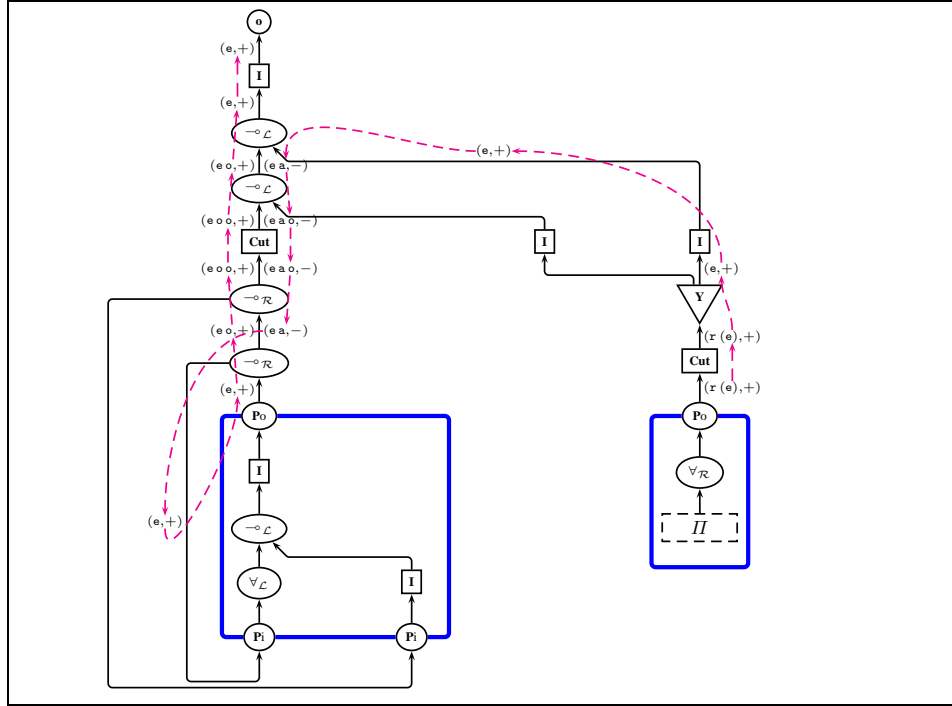 o
(e,+)
I
(e,+)
⊸ℒ
(e,+)
(e o,+) (e a,−)
⊸ℒ
(e o o,+) (e a o,−)
Cut
I
I
(e o o,+) (e a o,−)
(e,+)
⊸ℛ
Y
(e o,+) (e a,−)
(r (e),+)
⊸ℛ
Cut
(e,+)
(r (e),+)
Po
Po
I
∀ℛ
(e,+)
⊸ℒ
Π
∀ℒ
I
Pi
Pi